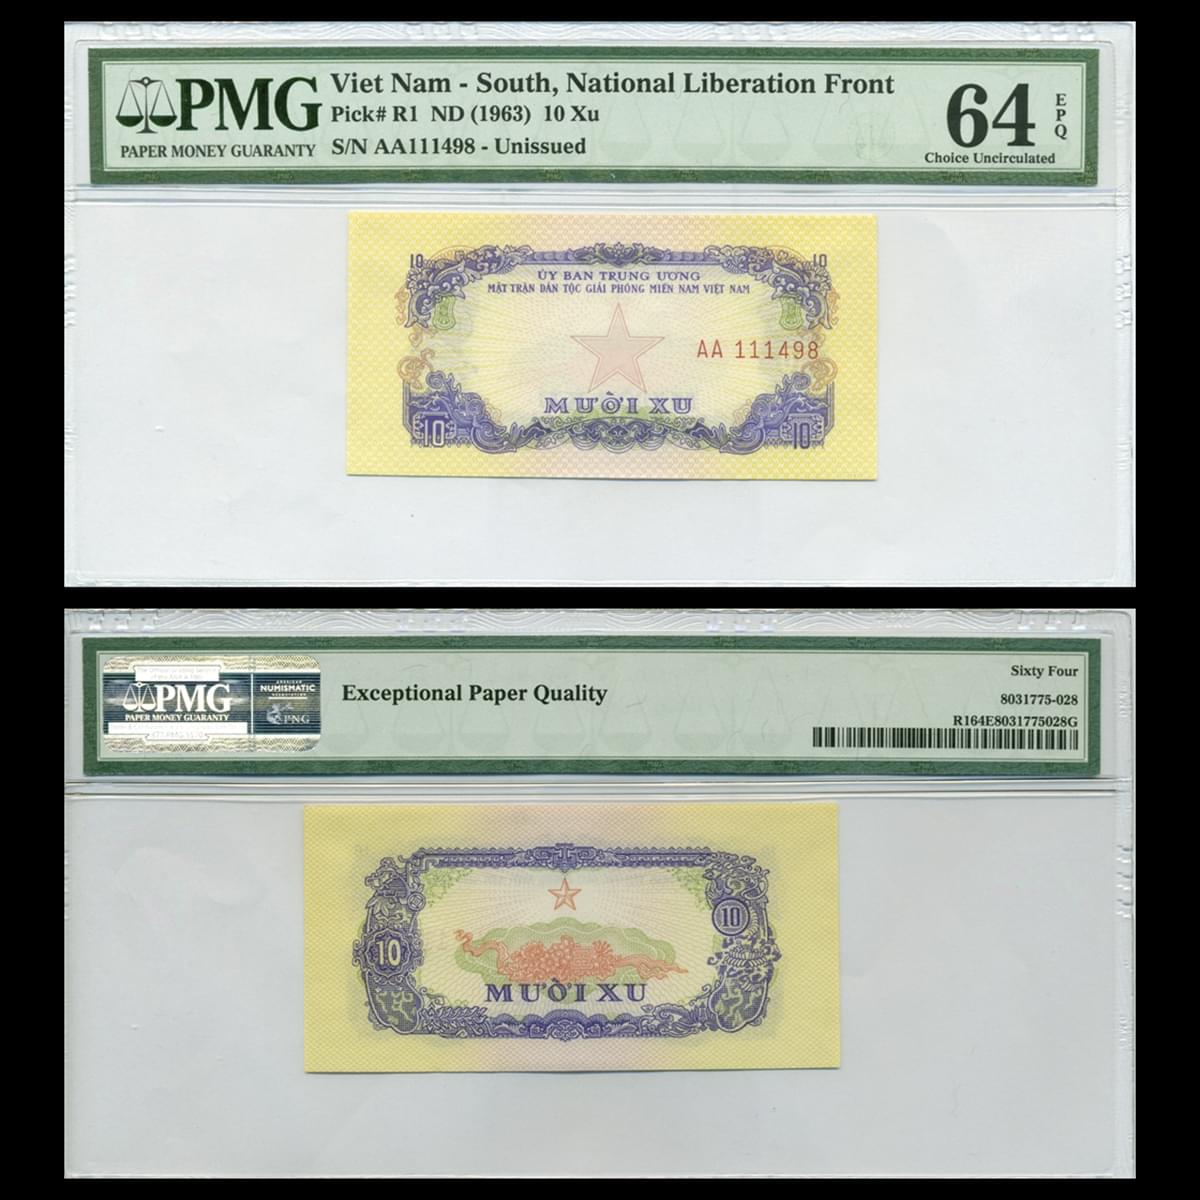 PMG
PAPER MONEY GUARANTY
Viet Nam - South, National Liberation Front
Pick# R1 ND (1963) 10 Xu
S/N AA111498 - Unissued
64
EPQ
Choice Uncirculated
10
10
ỦY BAN TRUNG ƯƠNG
MẶT TRẬN DÂN TỘC GIẢI PHÓNG MIỀN NAM VIỆT NAM
AA 111498
MƯỜI XU
10
10
PMG
PAPER MONEY GUARANTY
NUMISMATIC
PNG
Exceptional Paper Quality
Sixty Four
8031775-028
R164E8031775028G
10
10
MƯỜI XU